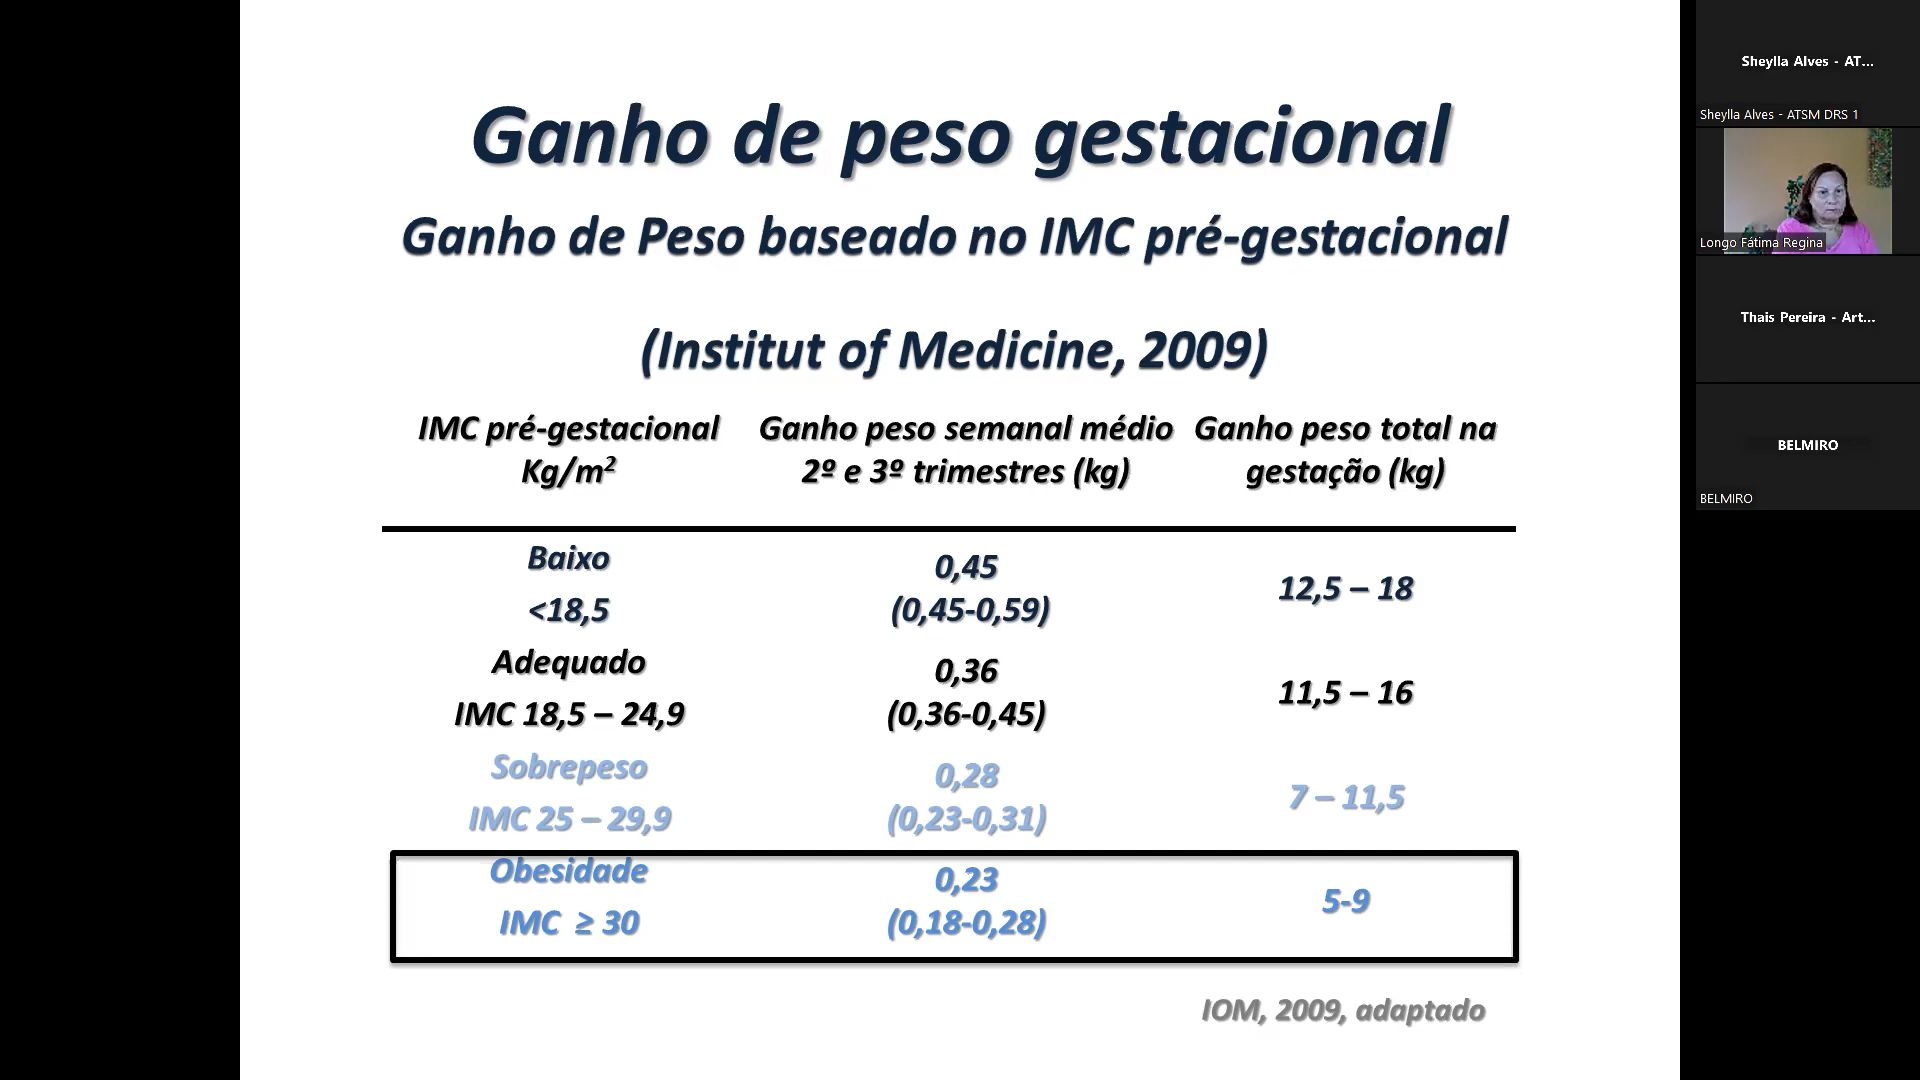 Ganho de peso gestacional
Ganho de Peso baseado no IMC pré-gestacional
(Institut of Medicine, 2009)
IMC pré-gestacional Kg/m²
Ganho peso semanal médio 2º e 3º trimestres (kg)
Ganho peso total na gestação (kg)
Baixo
<18,5
0,45
(0,45-0,59)
12,5 – 18
Adequado
IMC 18,5 – 24,9
0,36
(0,36-0,45)
11,5 – 16
Sobrepeso
IMC 25 – 29,9
0,28
(0,23-0,31)
7 – 11,5
Obesidade
IMC ≥ 30
0,23
(0,18-0,28)
5-9
IOM, 2009, adaptado
Sheylla Alves - AT...
Sheylla Alves - ATSM DRS 1
Longo Fátima Regina
Thais Pereira - Art...
BELMIRO
BELMIRO